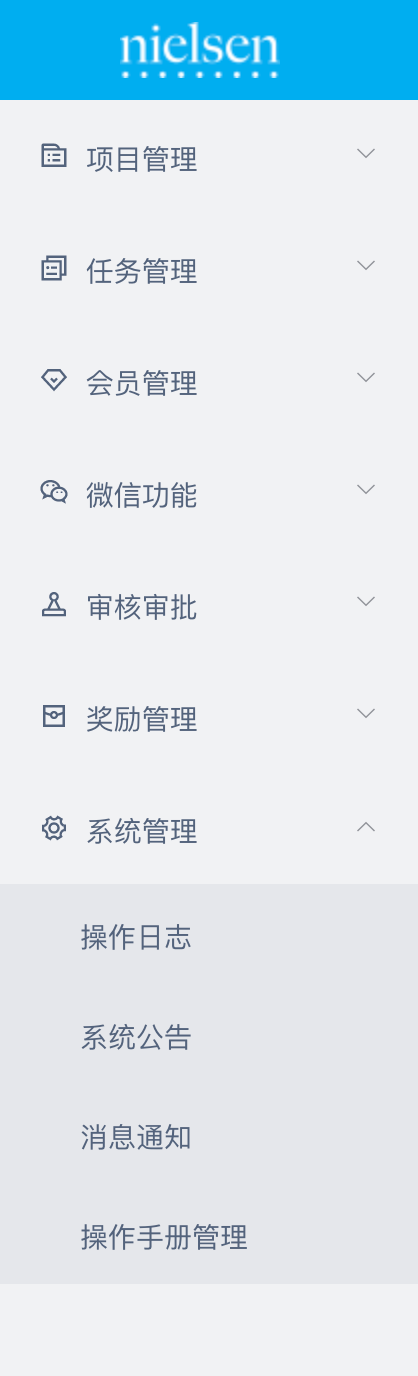 nielsen
项目管理
任务管理
会员管理
微信功能
审核审批
奖励管理
系统管理
操作日志
系统公告
消息通知
操作手册管理